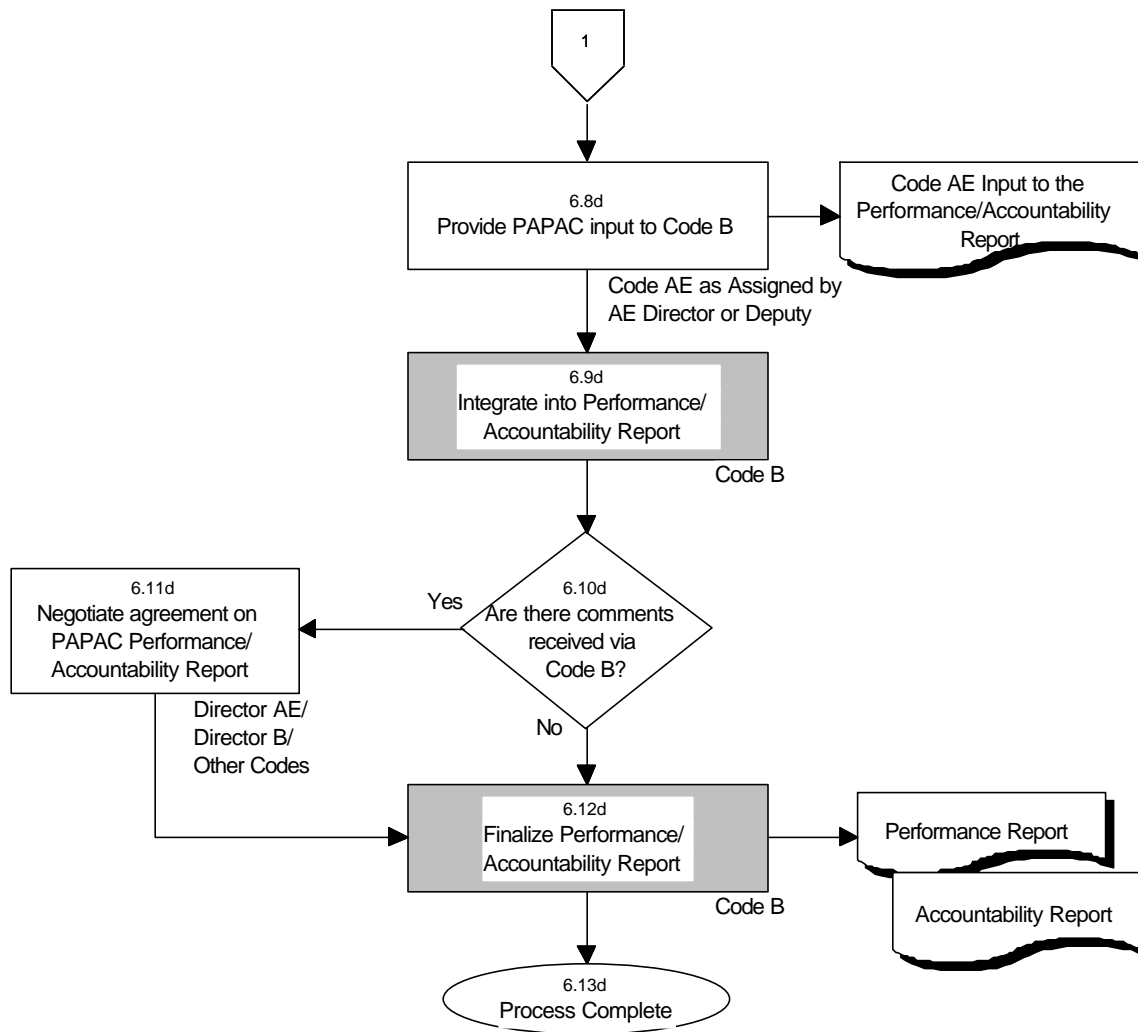 1
6.8d
Provide PAPAC input to Code B
Code AE Input to the
Performance/Accountability
Report
Code AE as Assigned by
AE Director or Deputy
6.9d
Integrate into Performance/
Accountability Report
Code B
6.10d
Are there comments
received via
Code B?
Yes
6.11d
Negotiate agreement on
PAPAC Performance/
Accountability Report
Director AE/
Director B/
Other Codes
No
6.12d
Finalize Performance/
Accountability Report
Code B
Performance Report
Accountability Report
6.13d
Process Complete